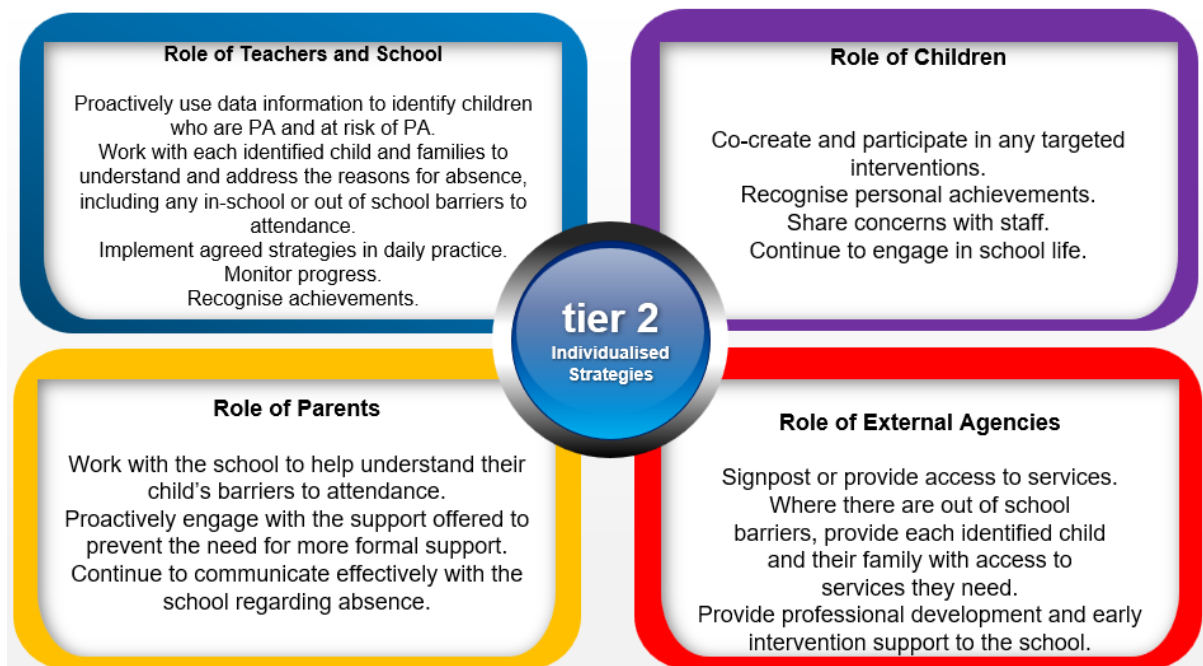 Role of Teachers and School
Proactively use data information to identify children
who are PA and at risk of PA.
Work with each identified child and families to
understand and address the reasons for absence,
including any in-school or out of school barriers to
attendance.
Implement agreed strategies in daily practice.
Monitor progress.
Recognise achievements.
Role of Children
Co-create and participate in any targeted
interventions.
Recognise personal achievements.
Share concerns with staff.
Continue to engage in school life.
tier 2
Individualised
Strategies
Role of Parents
Work with the school to help understand their
child’s barriers to attendance.
Proactively engage with the support offered to
prevent the need for more formal support.
Continue to communicate effectively with the
school regarding absence.
Role of External Agencies
Signpost or provide access to services.
Where there are out of school
barriers, provide each identified child
and their family with access to
services they need.
Provide professional development and early
intervention support to the school.